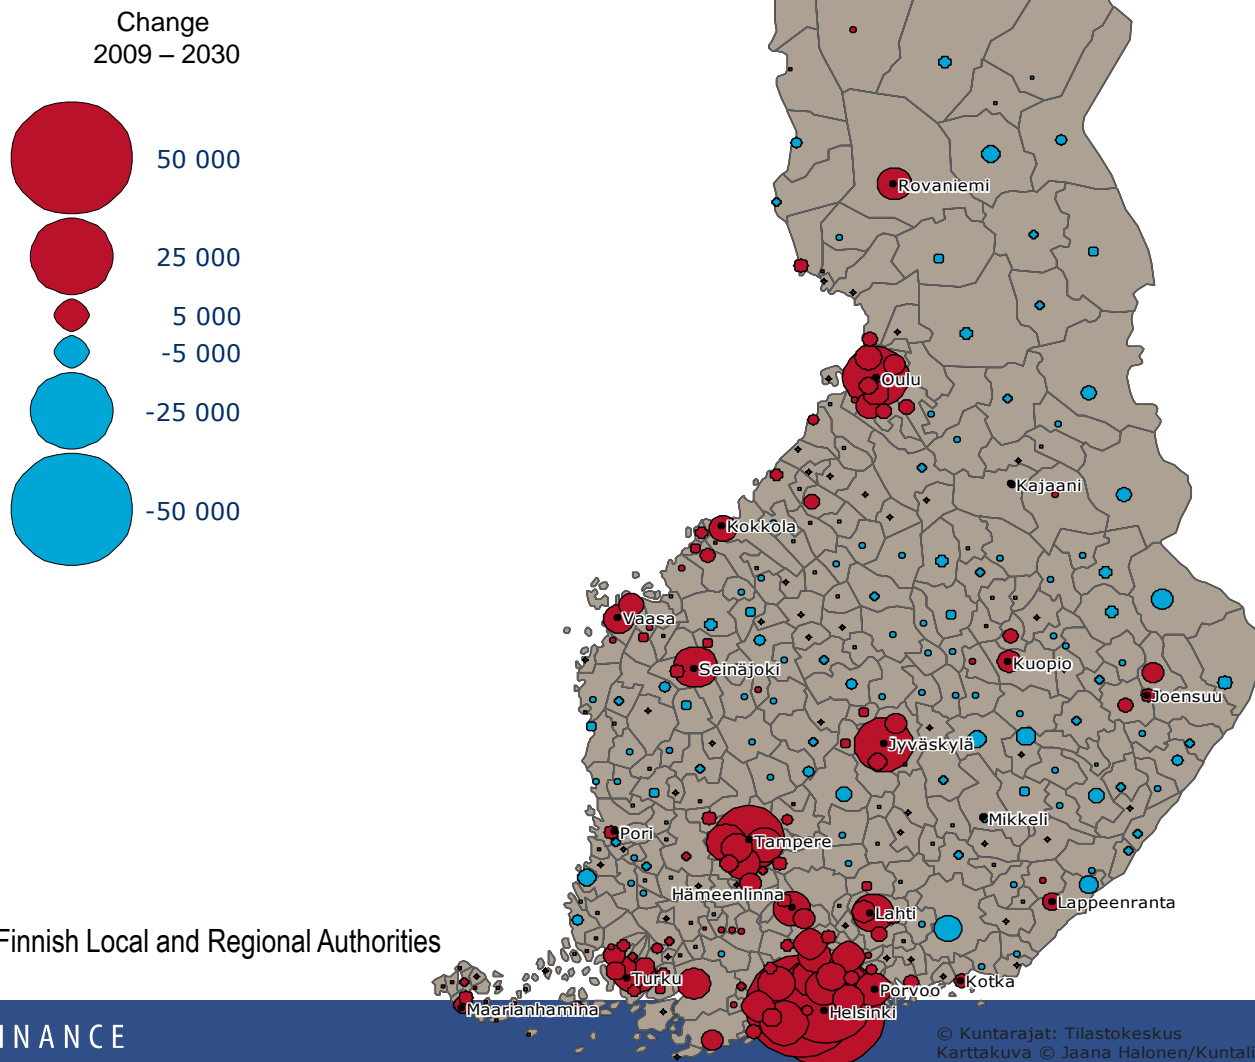 Change
2009 – 2030
50 000
25 000
5 000
-5 000
-25 000
-50 000
Rovaniemi
Oulu
Kajaani
Kokkola
Vaasa
Seinäjoki
Kuopio
Joensuu
Jyväskylä
Mikkeli
Pori
Tampere
Hämeenlinna
Lahti
Lappeenranta
Turku
Porvoo
Kotka
Maarianhamina
Helsinki
Finnish Local and Regional Authorities
INANCE
© Kuntarajat: Tilastokeskus
Karttakuva © Jaana Halonen/Kuntali